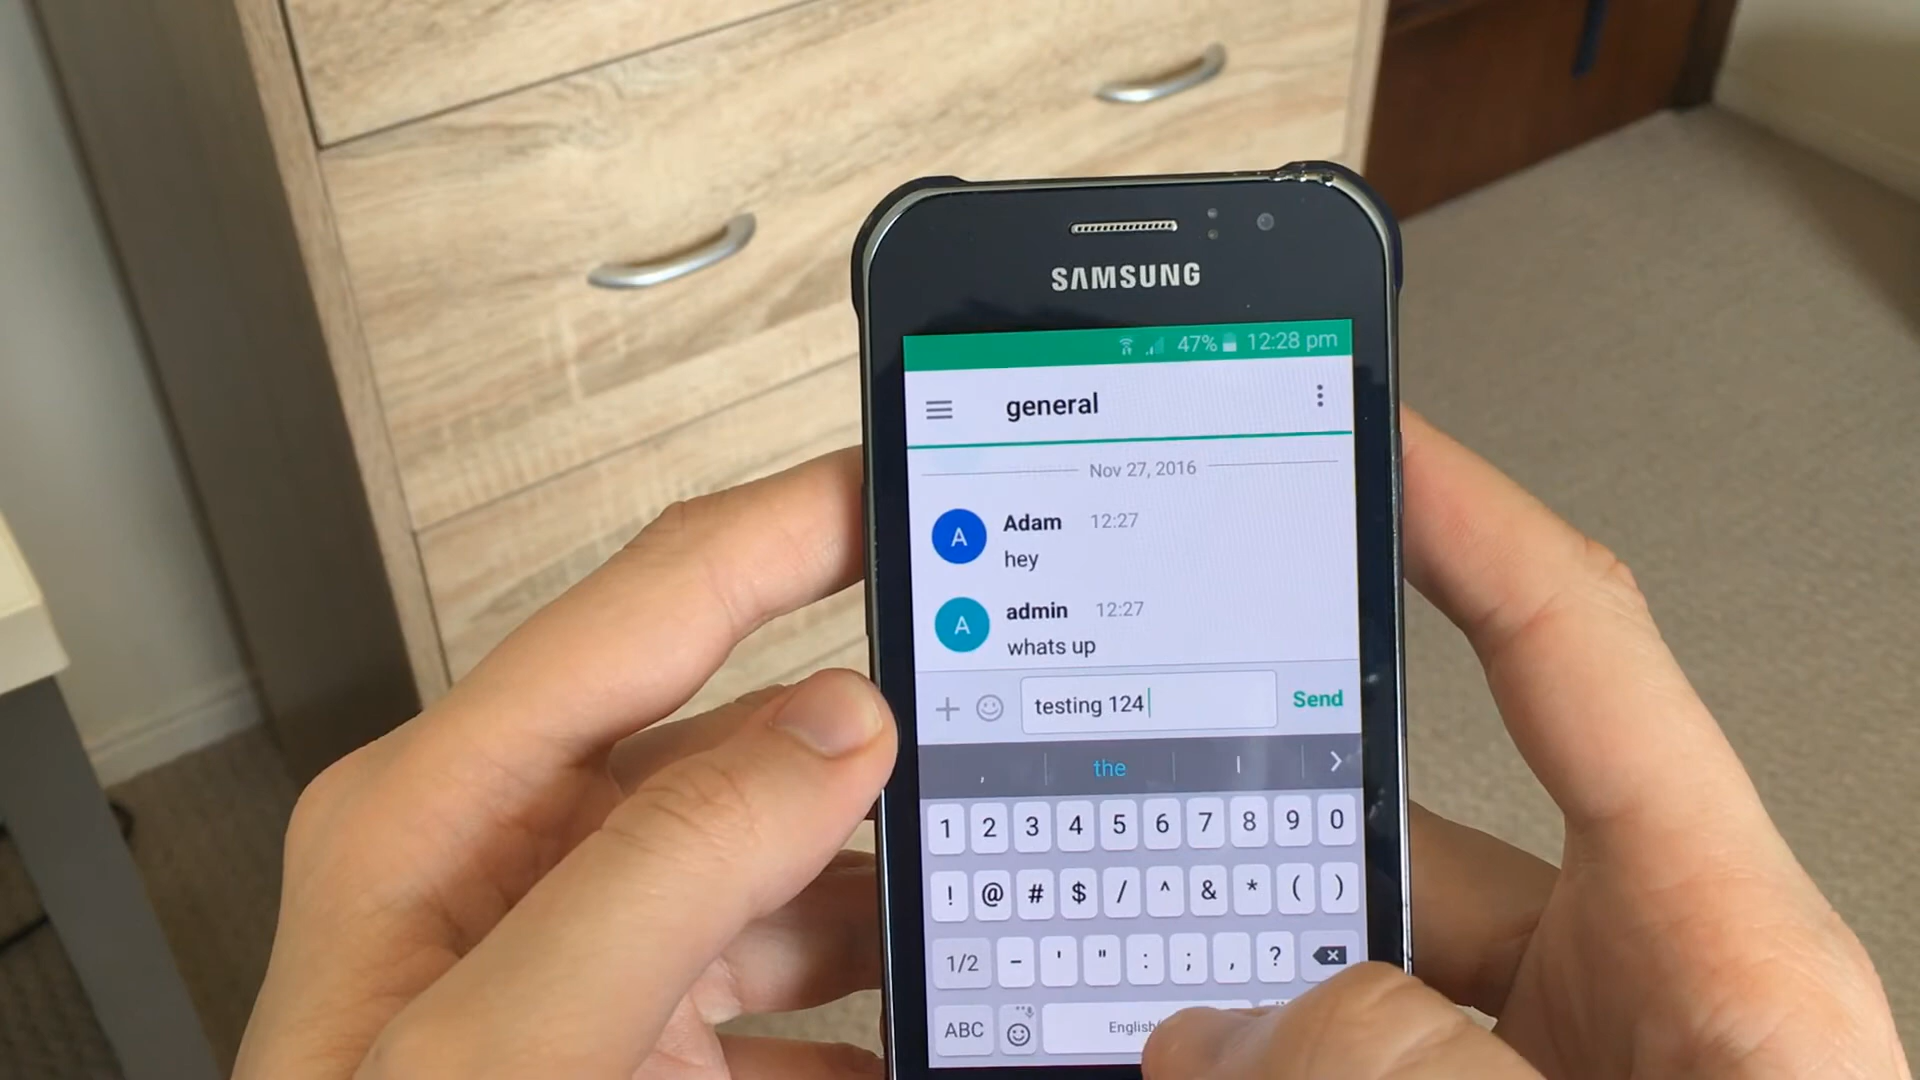 SAMSUNG
47% 12:28 pm
general
Nov 27, 2016
A Adam 12:27
hey
A admin 12:27
whats up
testing 124 Send
, the I
1 2 3 4 5 6 7 8 9 0
! @ # $ / ^ & * ( )
1/2 - ' " : ; , ?
ABC English